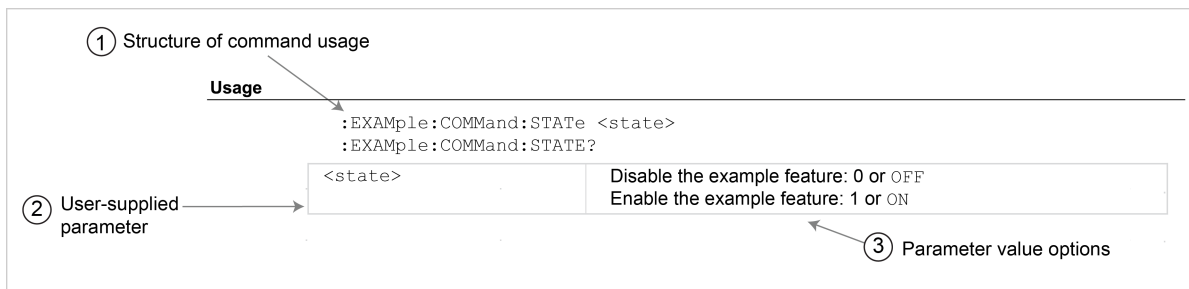 1 Structure of command usage
Usage
:EXAMple:COMMand:STATe <state>
:EXAMple:COMMand:STATE?
<state> Disable the example feature: 0 or OFF
Enable the example feature: 1 or ON
2 User-supplied
parameter
3 Parameter value options